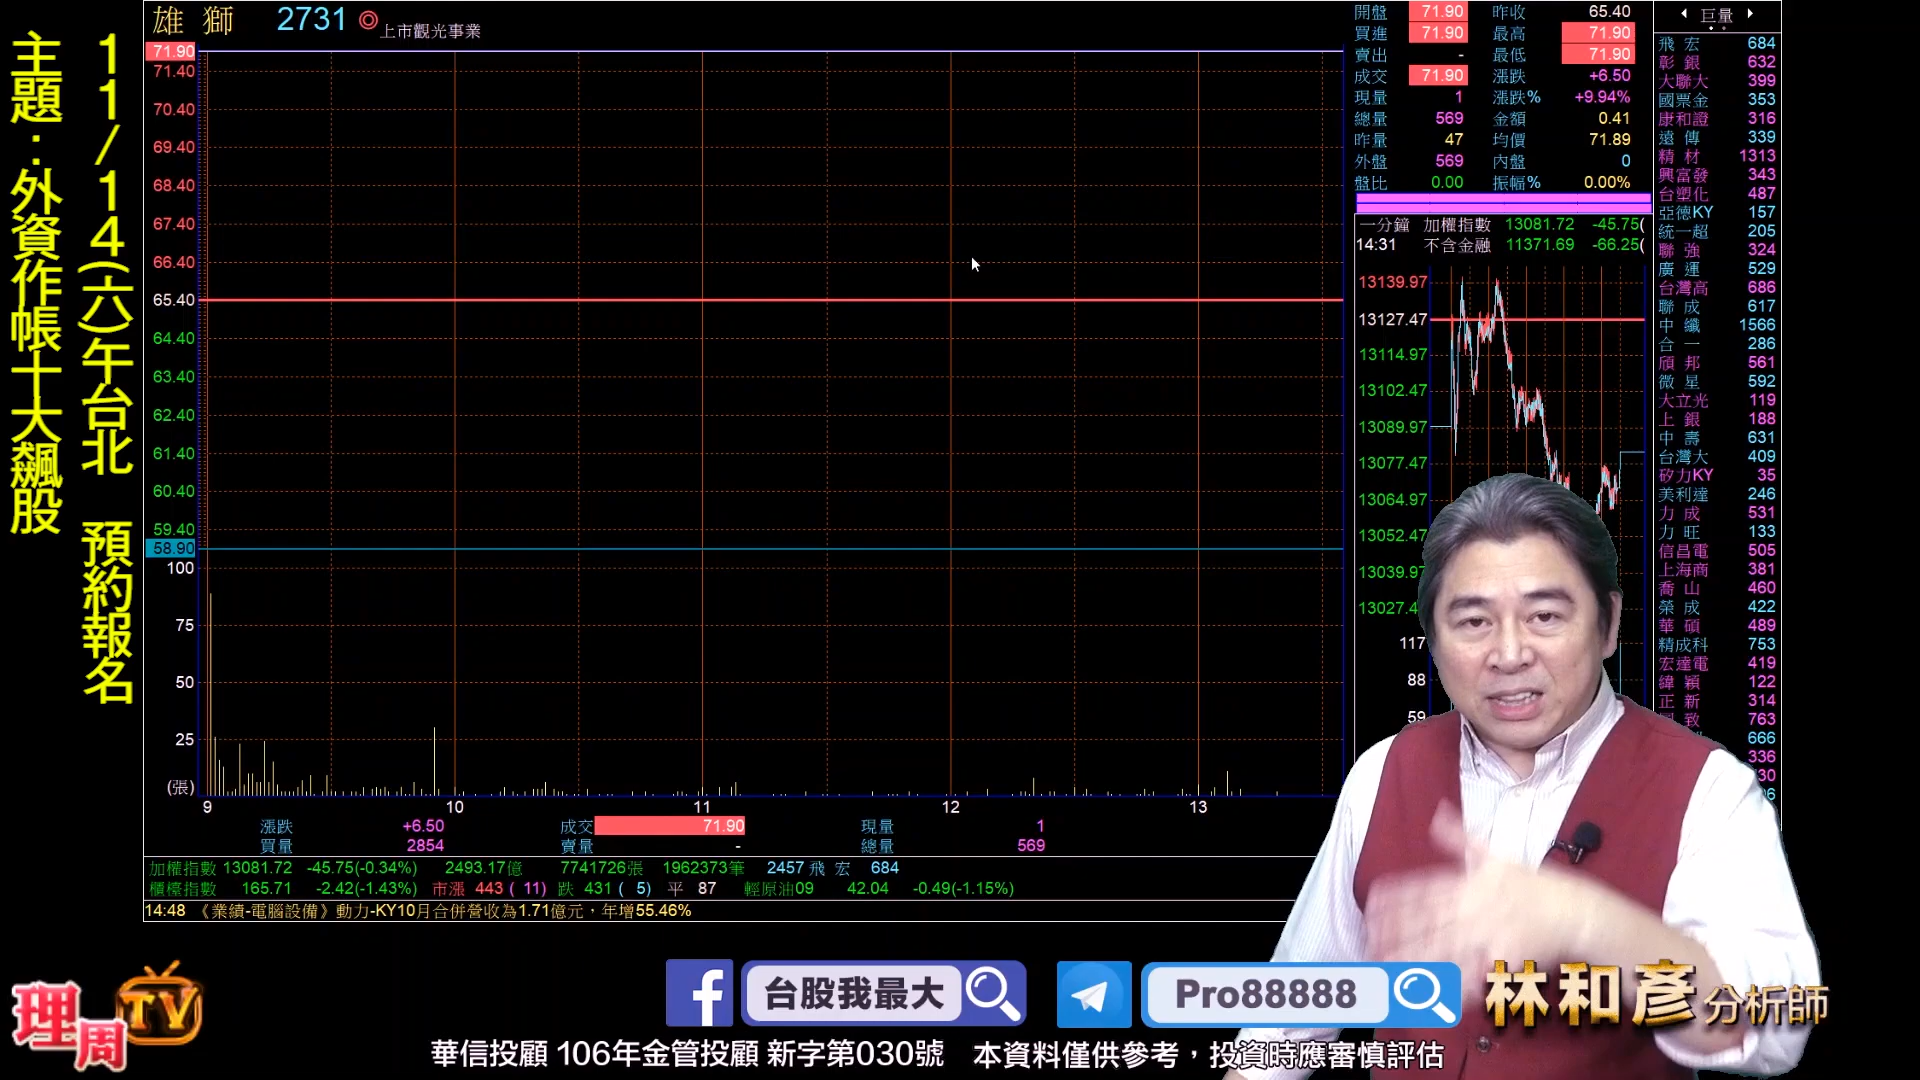 11/14(六)午台北 預約報名
主題：外資作帳十大飆股
雄獅 2731 ◎上市觀光事業
71.90
71.40
70.40
69.40
68.40
67.40
66.40
65.40
64.40
63.40
62.40
61.40
60.40
59.40
58.90
100
75
50
25
(張)
9 10 11 12 13
漲跌 +6.50 成交 71.90 現量 1
買量 2854 賣量 - 總量 569
加權指數 13081.72 -45.75(-0.34%) 2493.17億 7741726張 1962373筆 2457 飛宏 684
櫃檯指數 165.71 -2.42(-1.43%) 市漲 443 ( 11) 跌 431 ( 5) 平 87 輕原油09 42.04 -0.49(-1.15%)
14:48 《業績-電腦設備》動力-KY10月合併營收為1.71億元，年增55.46%
開盤 71.90 昨收 65.40
買進 71.90 最高 71.90
賣出 - 最低 71.90
成交 71.90 漲跌 +6.50
現量 1 漲跌% +9.94%
總量 569 金額 0.41
昨量 47 均價 71.89
外盤 569 內盤 0
盤比 0.00 振幅% 0.00%
一分鐘 加權指數 13081.72 -45.75(
14:31 不含金融 11371.69 -66.25(
13139.97
13127.47
13114.97
13102.47
13089.97
13077.47
13064.97
13052.47
13039.97
13027.4
117
88
59
巨量
飛宏 684
彰銀 632
大聯大 399
國票金 353
康和證 316
遠傳 339
精材 1313
興富發 343
台塑化 487
亞德KY 157
統一超 205
聯強 324
廣運 529
台灣高 686
聯成 617
中纖 1566
合一 286
頎邦 561
微星 592
大立光 119
上銀 188
中壽 631
台灣大 409
矽力KY 35
美利達 246
力成 531
力旺 133
信昌電 505
上海商 381
喬山 460
榮成 422
華碩 489
精成科 753
宏達電 419
緯穎 122
正新 314
致 763
666
336
30
理周TV
台股我最大
Pro88888
林和彥分析師
華信投顧 106年金管投顧 新字第030號 本資料僅供參考，投資時應審慎評估